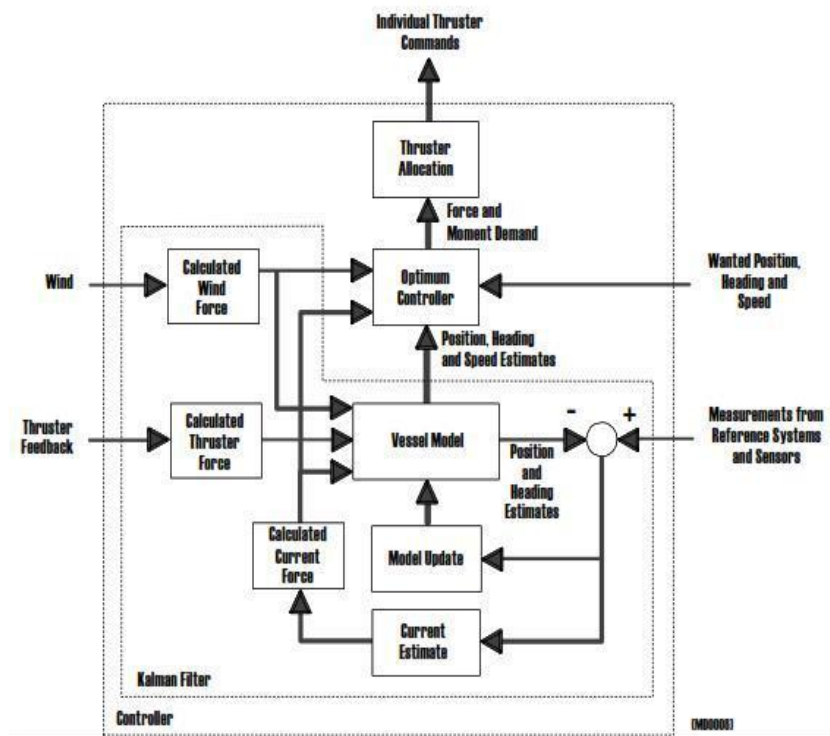 Individual Thruster
Commands
Thruster
Allocation
Force and
Moment Demand
Wind
Calculated
Wind
Force
Optimum
Controller
Wanted Position,
Heading and
Speed
Position, Heading
and Speed Estimates
Thruster
Feedback
Calculated
Thruster
Force
Vessel Model
-
+
Measurements from
Reference Systems
and Sensors
Position
and
Heading
Estimates
Calculated
Current
Force
Model Update
Current
Estimate
Kalman Filter
Controller
(MD0006)